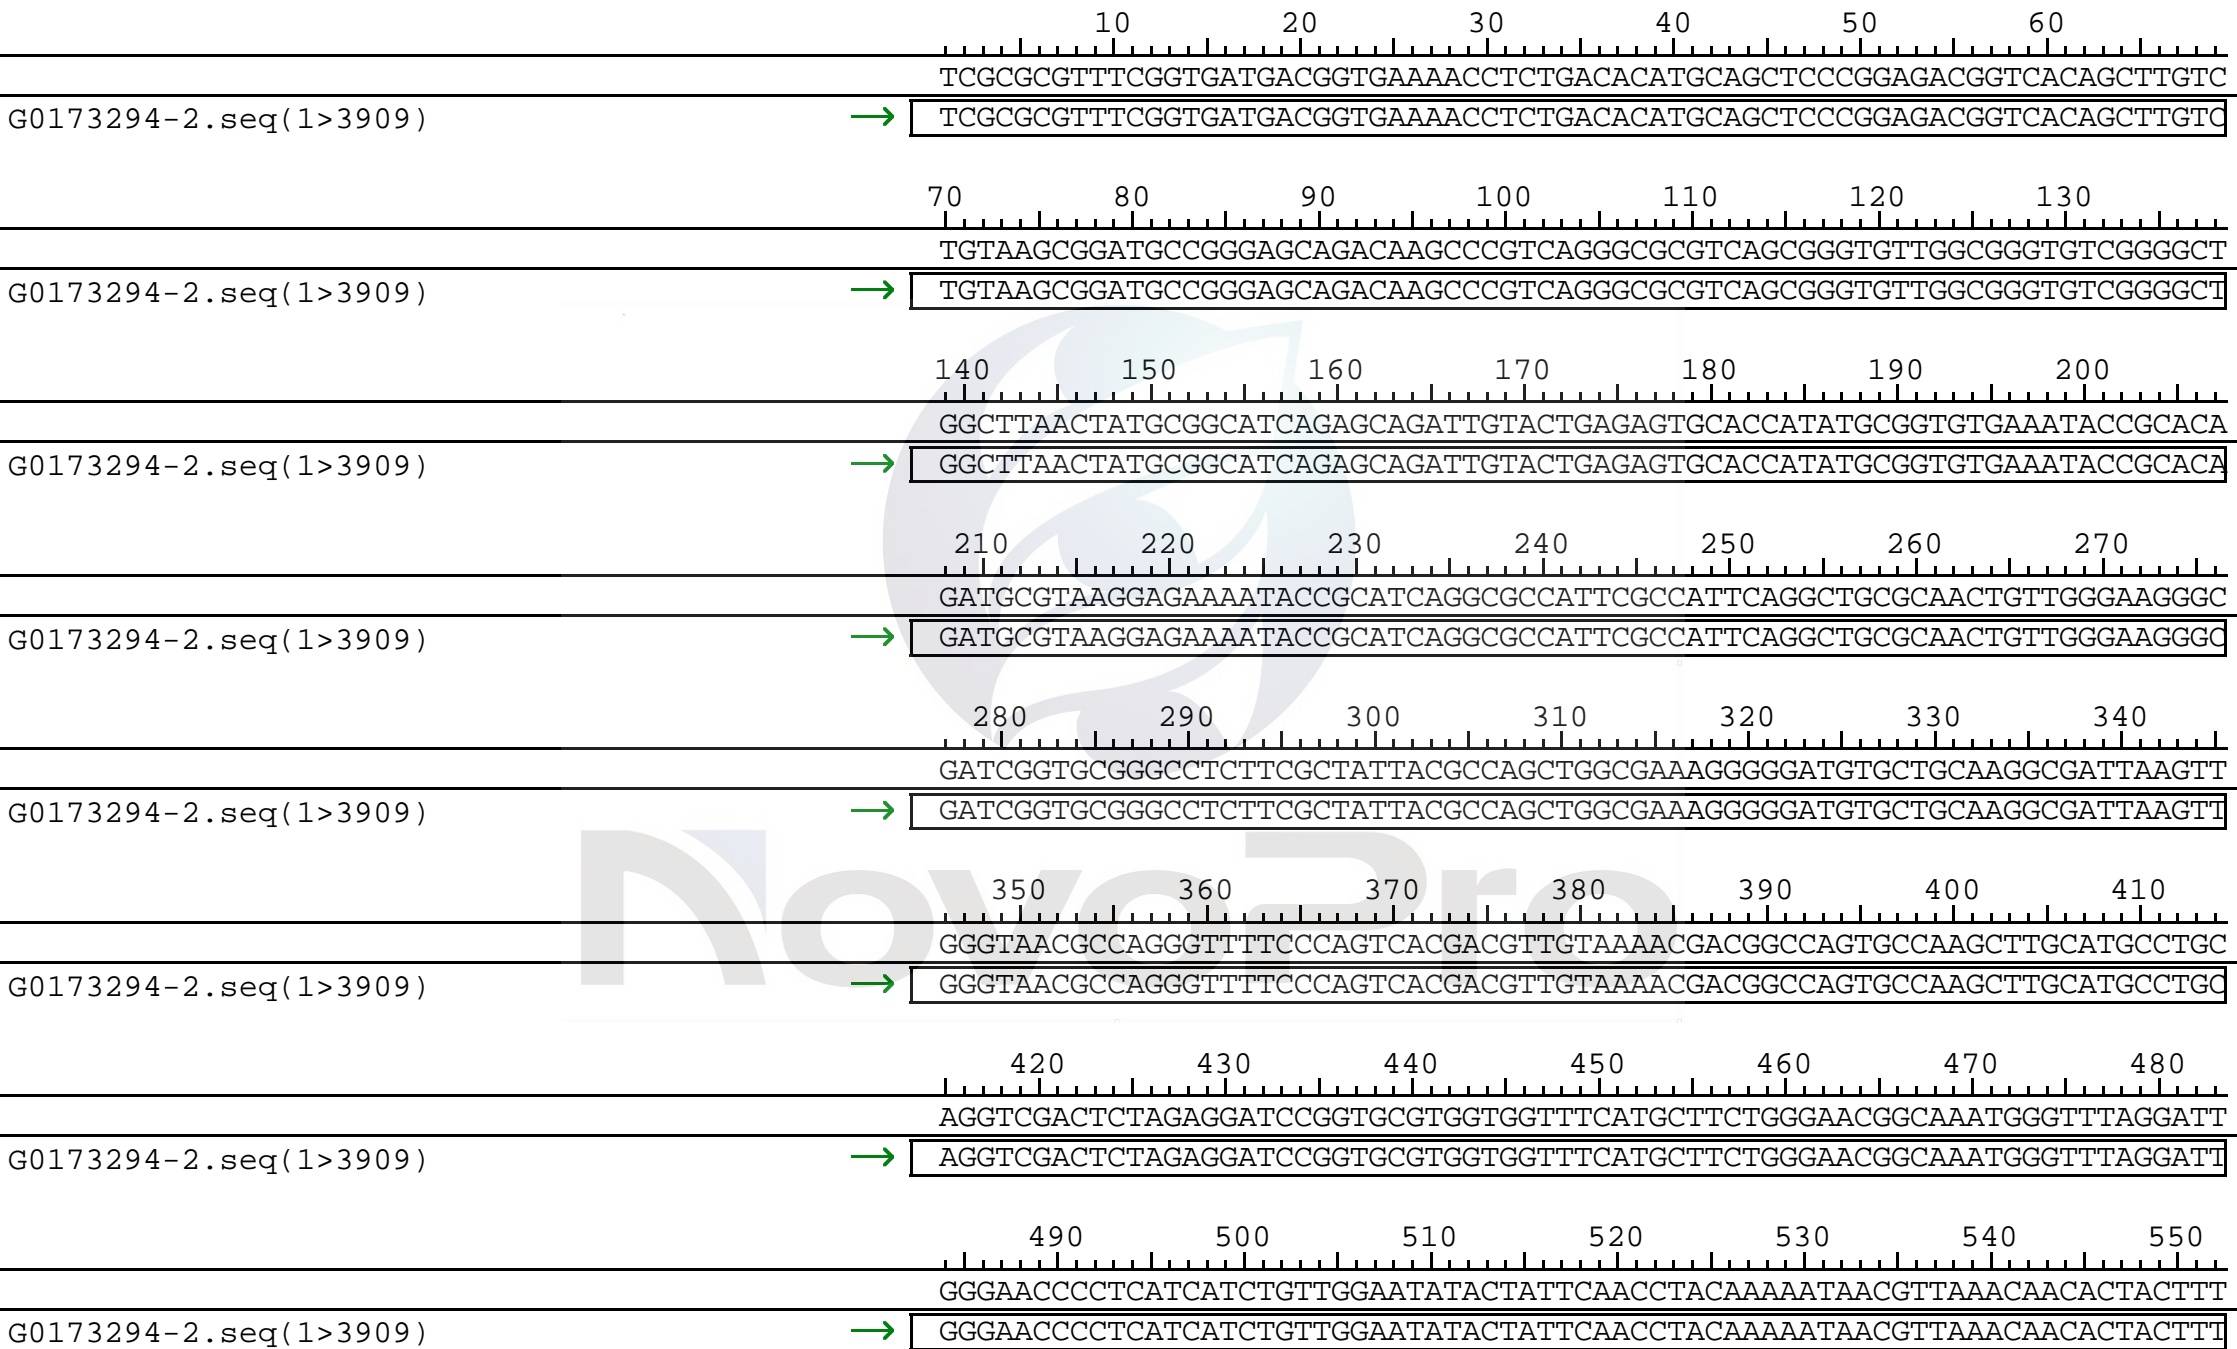 10 20 30 40 50 60
TCGCGCGTTTCGGTGATGACGGTGAAAACCTCTGACACATGCAGCTCCCGGAGACGGTCACAGCTTGTC
G0173294-2.seq(1>3909) → TCGCGCGTTTCGGTGATGACGGTGAAAACCTCTGACACATGCAGCTCCCGGAGACGGTCACAGCTTGTC
70 80 90 100 110 120 130
TGTAAGCGGATGCCGGGAGCAGACAAGCCCGTCAGGGCGCGTCAGCGGGTGTTGGCGGGTGTCGGGGCT
G0173294-2.seq(1>3909) → TGTAAGCGGATGCCGGGAGCAGACAAGCCCGTCAGGGCGCGTCAGCGGGTGTTGGCGGGTGTCGGGGCT
140 150 160 170 180 190 200
GGCTTAACTATGCGGCATCAGAGCAGATTGTACTGAGAGTGCACCATATGCGGTGTGAAATACCGCACA
G0173294-2.seq(1>3909) → GGCTTAACTATGCGGCATCAGAGCAGATTGTACTGAGAGTGCACCATATGCGGTGTGAAATACCGCACA
210 220 230 240 250 260 270
GATGCGTAAGGAGAAAATACCGCATCAGGCGCCATTCGCCATTCAGGCTGCGCAACTGTTGGGAAGGGC
G0173294-2.seq(1>3909) → GATGCGTAAGGAGAAAATACCGCATCAGGCGCCATTCGCCATTCAGGCTGCGCAACTGTTGGGAAGGGC
280 290 300 310 320 330 340
GATCGGTGCGGGCCTCTTCGCTATTACGCCAGCTGGCGAAAGGGGGATGTGCTGCAAGGCGATTAAGTT
G0173294-2.seq(1>3909) → GATCGGTGCGGGCCTCTTCGCTATTACGCCAGCTGGCGAAAGGGGGATGTGCTGCAAGGCGATTAAGTT
NovoPro
350 360 370 380 390 400 410
GGGTAACGCCAGGGTTTTCCCAGTCACGACGTTGTAAAACGACGGCCAGTGCCAAGCTTGCATGCCTGC
G0173294-2.seq(1>3909) → GGGTAACGCCAGGGTTTTCCCAGTCACGACGTTGTAAAACGACGGCCAGTGCCAAGCTTGCATGCCTGC
420 430 440 450 460 470 480
AGGTCGACTCTAGAGGATCCGGTGCGTGGTGGTTTCATGCTTCTGGGAACGGCAAATGGGTTTAGGATT
G0173294-2.seq(1>3909) → AGGTCGACTCTAGAGGATCCGGTGCGTGGTGGTTTCATGCTTCTGGGAACGGCAAATGGGTTTAGGATT
490 500 510 520 530 540 550
GGGAACCCCTCATCATCTGTTGGAATATACTATTCAACCTACAAAAATAACGTTAAACAACACTACTTT
G0173294-2.seq(1>3909) → GGGAACCCCTCATCATCTGTTGGAATATACTATTCAACCTACAAAAATAACGTTAAACAACACTACTTT